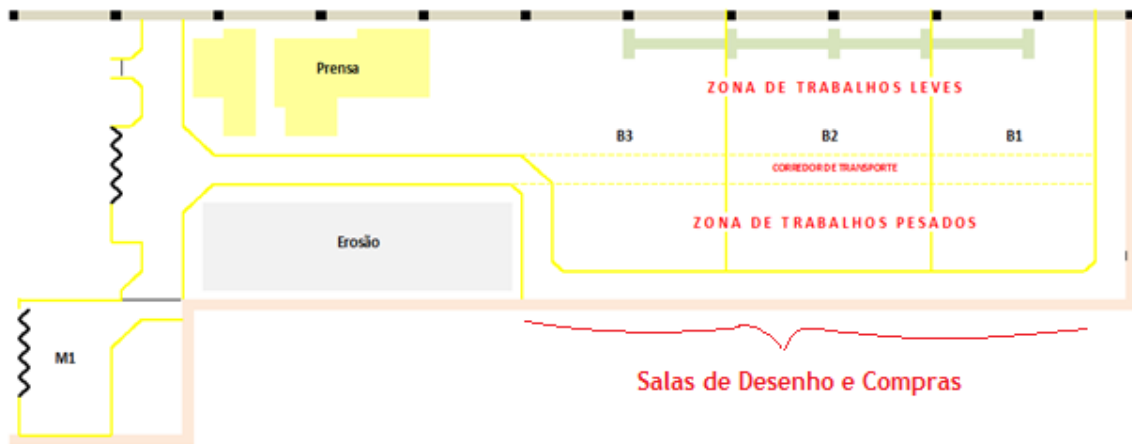 Prensa
ZONA DE TRABALHOS LEVES
B3
B2
B1
CORREDOR DE TRANSPORTE
ZONA DE TRABALHOS PESADOS
Erosão
M1
Salas de Desenho e Compras